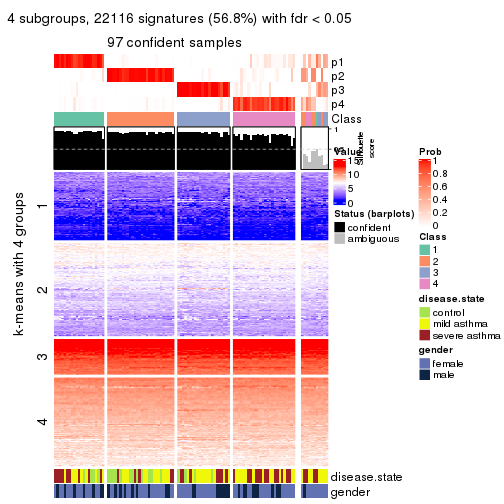 4 subgroups, 22116 signatures (56.8%) with fdr < 0.05
97 confident samples
p1
p2
p3
p4
Class
1
silhouette
score
Value
15
10
5
0
Status (barplots)
confident
ambiguous
Prob
1
0.8
0.6
0.4
0.2
0
Class
1
2
3
4
disease.state
control
mild asthma
severe asthma
gender
female
male
k-means with 4 groups
1
2
3
4
disease.state
gender